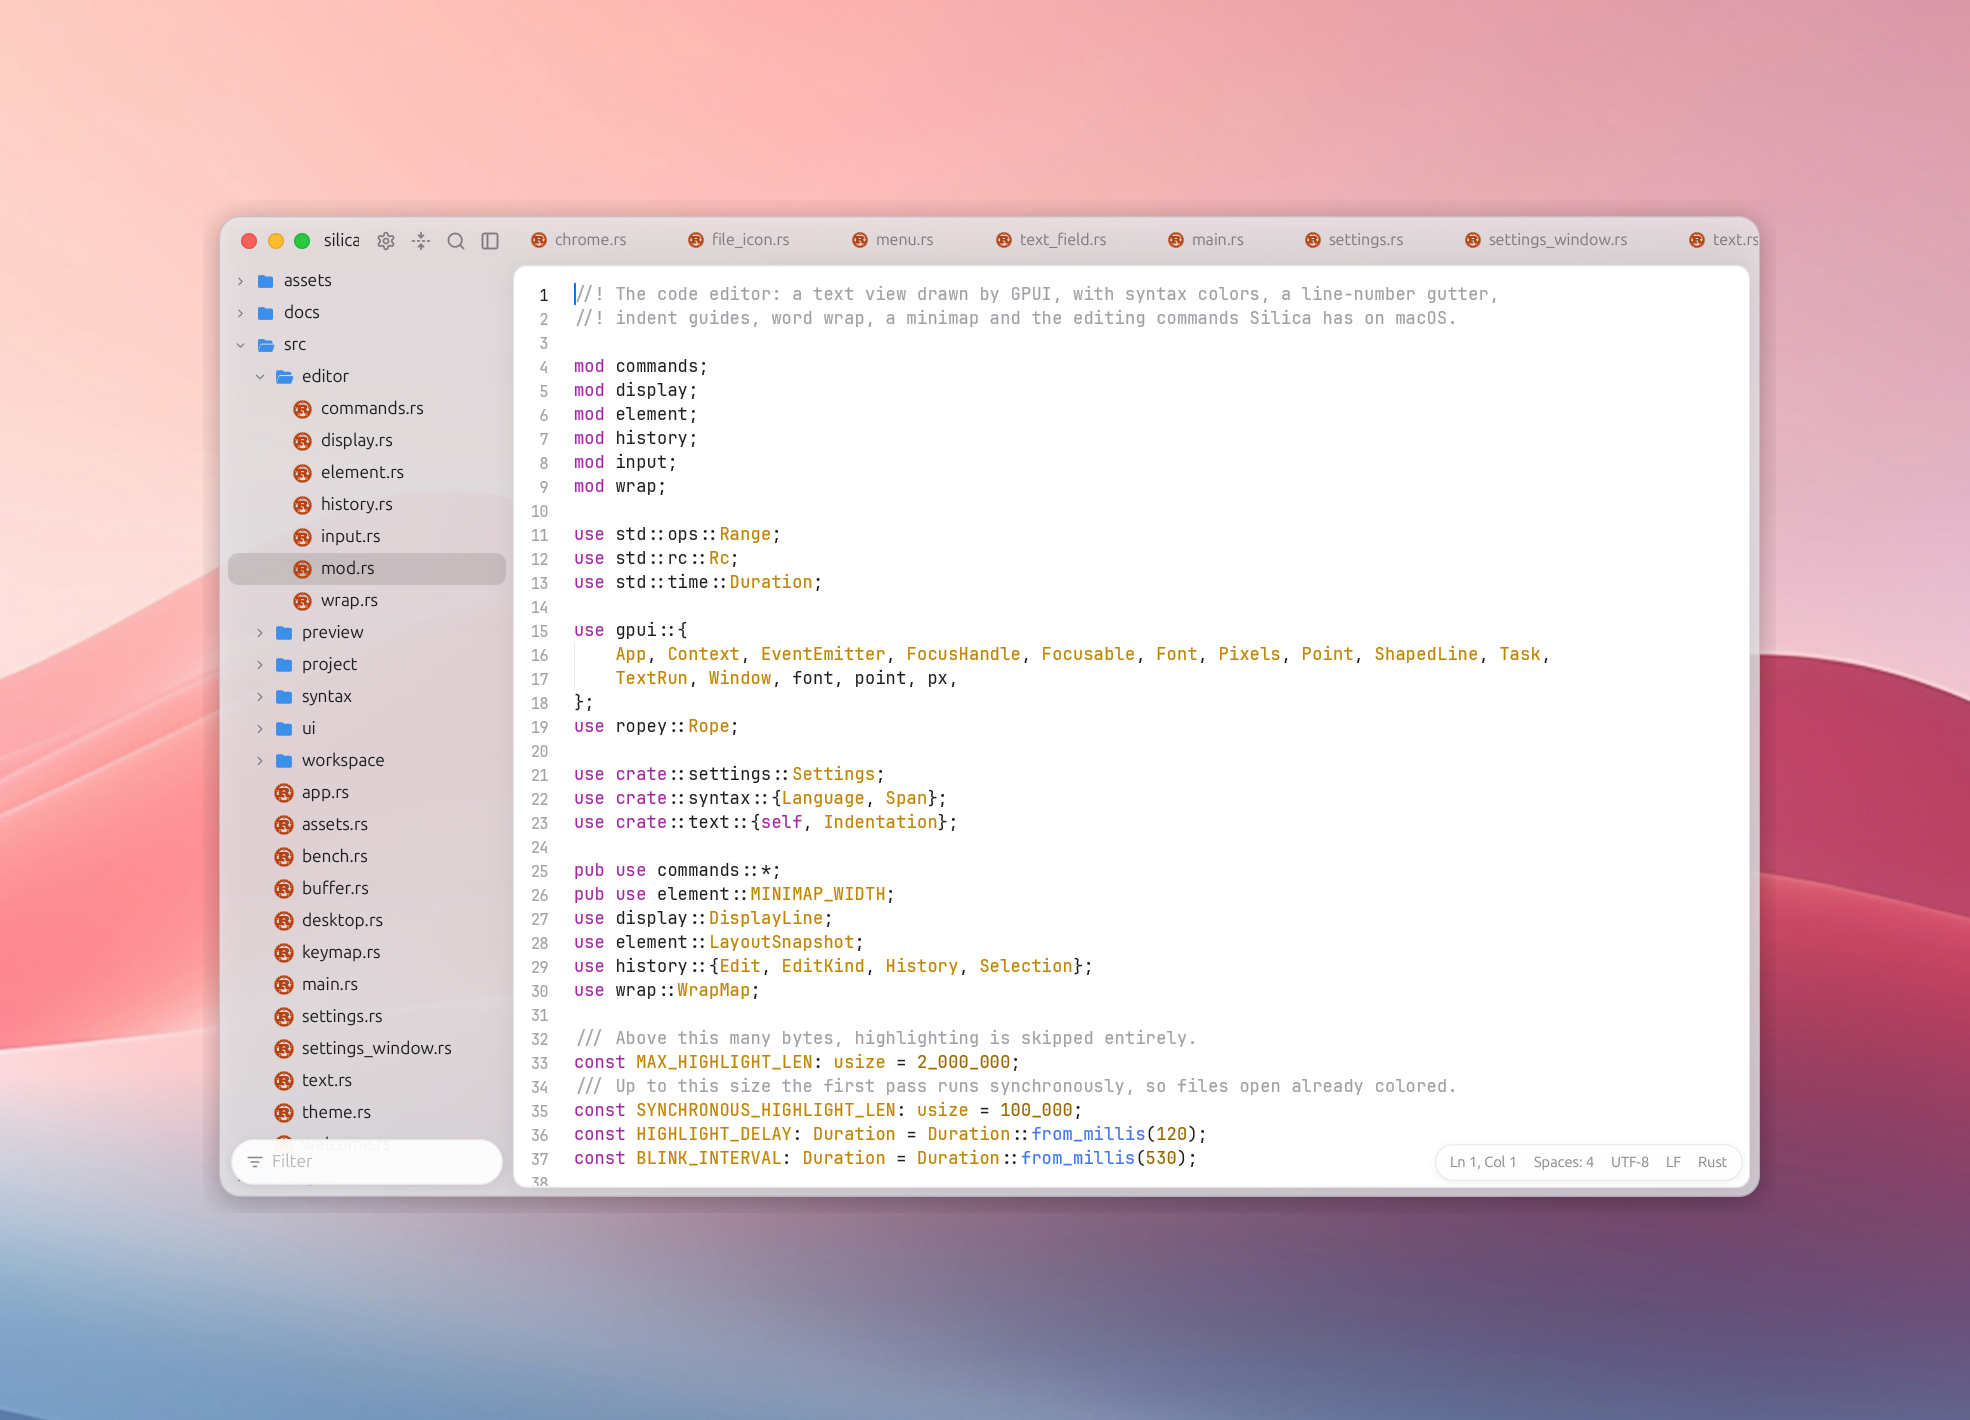 silica
chrome.rs
file_icon.rs
menu.rs
text_field.rs
main.rs
settings.rs
settings_window.rs
text.rs
assets
docs
src
editor
commands.rs
display.rs
element.rs
history.rs
input.rs
mod.rs
wrap.rs
preview
project
syntax
ui
workspace
app.rs
assets.rs
bench.rs
buffer.rs
desktop.rs
keymap.rs
main.rs
settings.rs
settings_window.rs
text.rs
theme.rs
welcome.rs
Filter
1 //! The code editor: a text view drawn by GPUI, with syntax colors, a line-number gutter,
2 //! indent guides, word wrap, a minimap and the editing commands Silica has on macOS.
3
4 mod commands;
5 mod display;
6 mod element;
7 mod history;
8 mod input;
9 mod wrap;
10
11 use std::ops::Range;
12 use std::rc::Rc;
13 use std::time::Duration;
14
15 use gpui::{
16     App, Context, EventEmitter, FocusHandle, Focusable, Font, Pixels, Point, ShapedLine, Task,
17     TextRun, Window, font, point, px,
18 };
19 use ropey::Rope;
20
21 use crate::settings::Settings;
22 use crate::syntax::{Language, Span};
23 use crate::text::{self, Indentation};
24
25 pub use commands::*;
26 pub use element::MINIMAP_WIDTH;
27 use display::DisplayLine;
28 use element::LayoutSnapshot;
29 use history::{Edit, EditKind, History, Selection};
30 use wrap::WrapMap;
31
32 /// Above this many bytes, highlighting is skipped entirely.
33 const MAX_HIGHLIGHT_LEN: usize = 2_000_000;
34 /// Up to this size the first pass runs synchronously, so files open already colored.
35 const SYNCHRONOUS_HIGHLIGHT_LEN: usize = 100_000;
36 const HIGHLIGHT_DELAY: Duration = Duration::from_millis(120);
37 const BLINK_INTERVAL: Duration = Duration::from_millis(530);
38
Ln 1, Col 1 Spaces: 4 UTF-8 LF Rust